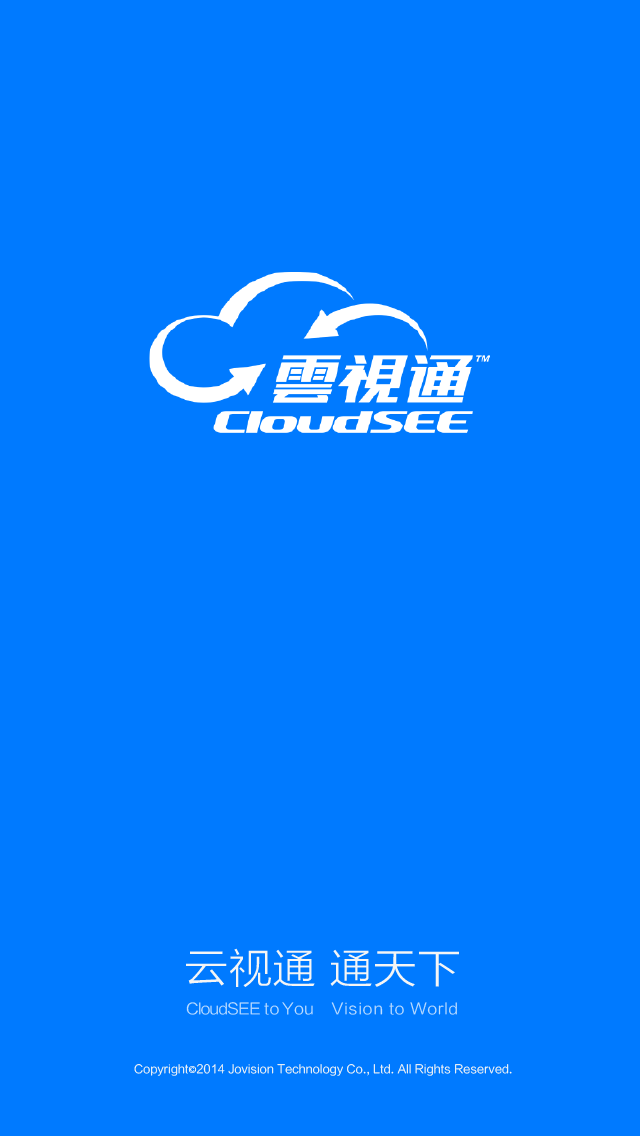 雲視通™
CloudSEE
云视通 通天下
CloudSEE to You Vision to World
Copyright©2014 Jovision Technology Co., Ltd. All Rights Reserved.